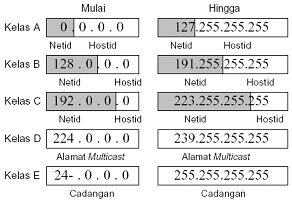 Mulai Hingga
Kelas A 0 . 0 . 0 . 0 127.255.255.255
Netid Hostid Netid Hostid
Kelas B 128 . 0 . 0 . 0 191.255.255.255
Netid Hostid Netid Hostid
Kelas C 192 . 0 . 0 . 0 223.255.255.255
Netid Hostid Netid Hostid
Kelas D 224 . 0 . 0 . 0 239.255.255.255
Alamat Multicast Alamat Multicast
Kelas E 24- . 0 . 0 . 0 255.255.255.255
Cadangan Cadangan